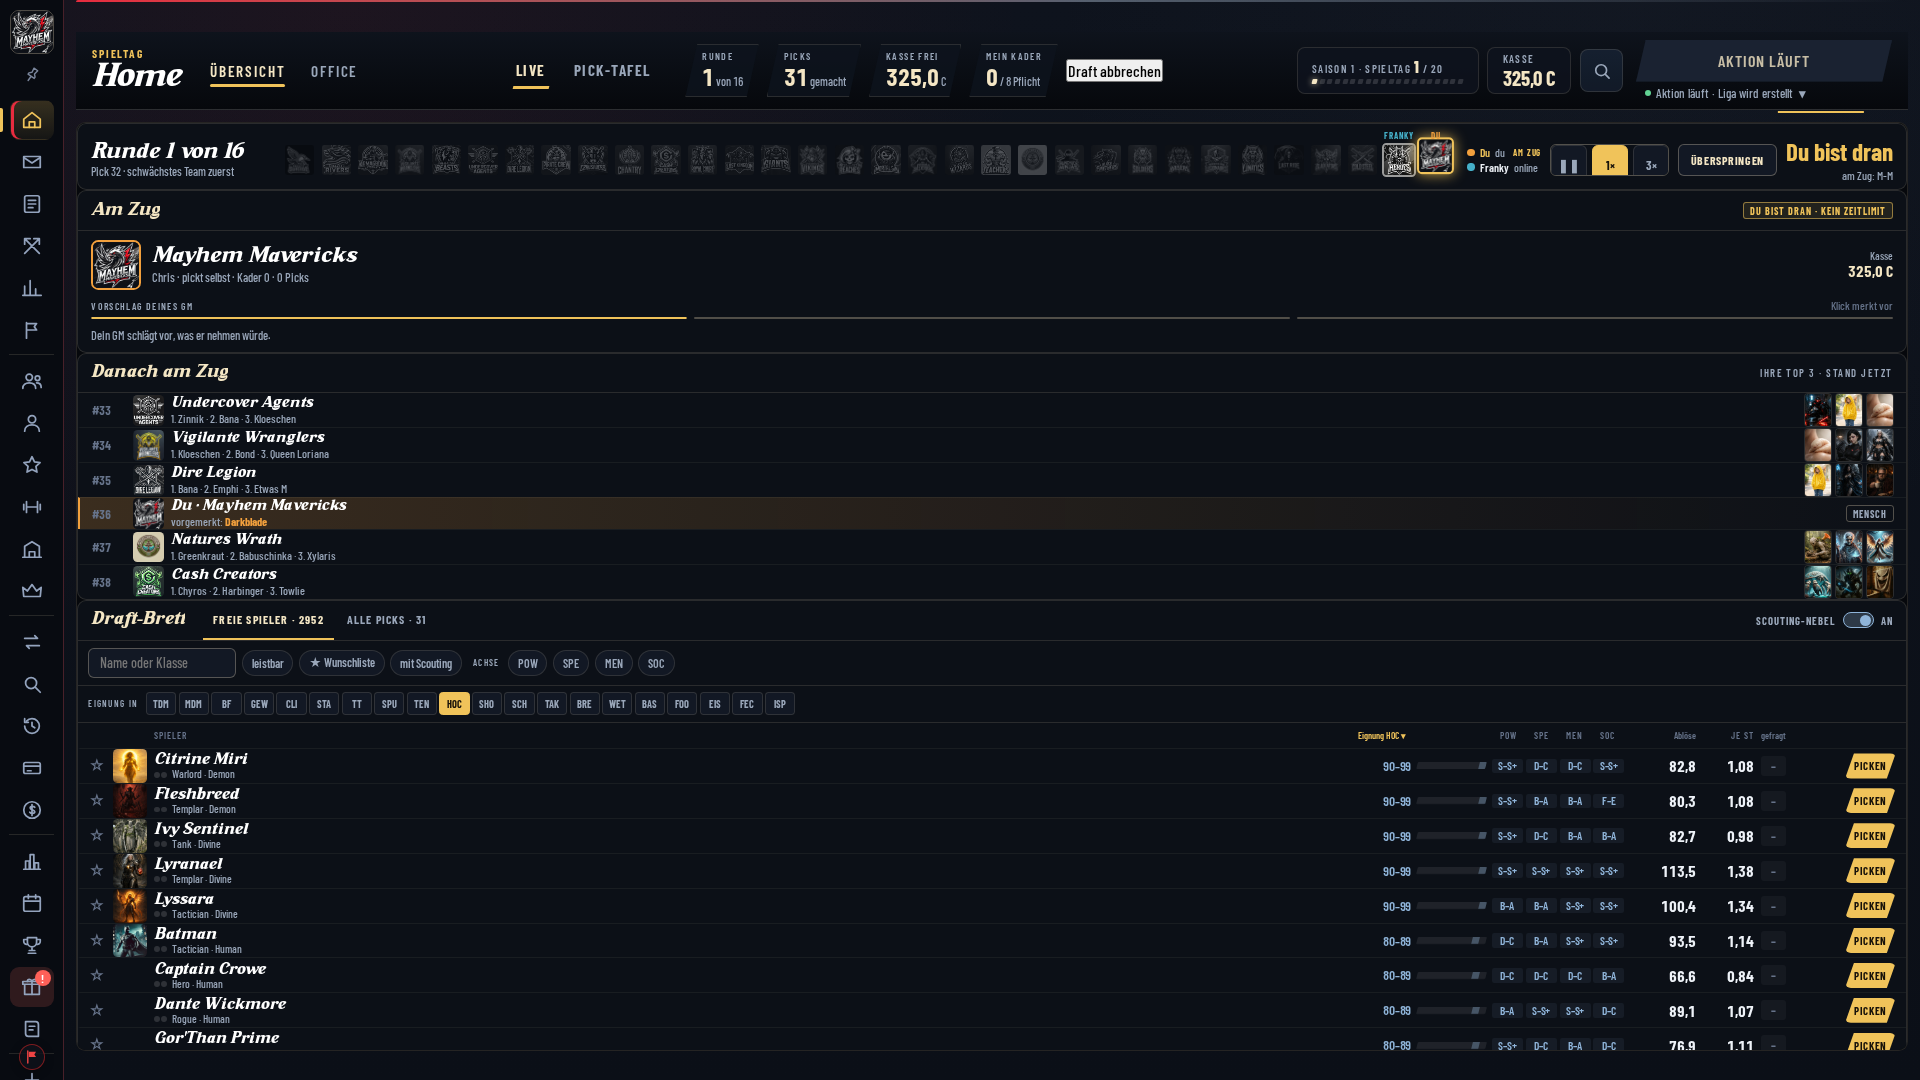 SPIELTAG
Home
ÜBERSICHT
OFFICE
LIVE
PICK-TAFEL
RUNDE
1 von 16
PICKS
31 gemacht
KASSE FREI
325,0 C
MEIN KADER
0 / 8 Pflicht
Draft abbrechen
SAISON 1 · SPIELTAG 1 / 20
KASSE
325,0 C
AKTION LÄUFT
Aktion läuft · Liga wird erstellt ▼
Runde 1 von 16
Pick 32 · schwächstes Team zuerst
FRANKY
DU
Du du AM ZUG
Franky online
1×
3×
ÜBERSPRINGEN
Du bist dran
am Zug: M-M
Am Zug
DU BIST DRAN · KEIN ZEITLIMIT
Mayhem Mavericks
Chris · pickt selbst · Kader 0 · 0 Picks
Kasse
325,0 C
VORSCHLAG DEINES GM
Klick merkt vor
Dein GM schlägt vor, was er nehmen würde.
Danach am Zug
IHRE TOP 3 · STAND JETZT
#33
Undercover Agents
1. Zinnik · 2. Bana · 3. Kloeschen
#34
Vigilante Wranglers
1. Kloeschen · 2. Bond · 3. Queen Loriana
#35
Dire Legion
1. Bana · 2. Emphi · 3. Etwas M
#36
Du · Mayhem Mavericks
vorgemerkt: Darkblade
MENSCH
#37
Natures Wrath
1. Greenkraut · 2. Babuschinka · 3. Xylaris
#38
Cash Creators
1. Chyros · 2. Harbinger · 3. Towlie
Draft-Brett
FREIE SPIELER · 2952
ALLE PICKS · 31
SCOUTING-NEBEL
AN
Name oder Klasse
leistbar
★ Wunschliste
mit Scouting
ACHSE
POW
SPE
MEN
SOC
EIGNUNG IN
TDM MDM BF GEW CLI STA TT SPU TEN HOC SHO SCH TAK BRE WET BAS FOO EIS FEC ISP
SPIELER
Eignung HOC ▾
POW SPE MEN SOC
Ablöse
JE ST
gefragt
Citrine Miri
Warlord · Demon
90–99 S–S+ D–C D–C S–S+ 82,8 1,08 – PICKEN
Fleshbreed
Templar · Demon
90–99 S–S+ B–A B–A F–E 80,3 1,08 – PICKEN
Ivy Sentinel
Tank · Divine
90–99 S–S+ D–C B–A B–A 82,7 0,98 – PICKEN
Lyranael
Templar · Divine
90–99 S–S+ S–S+ S–S+ S–S+ 113,5 1,38 – PICKEN
Lyssara
Tactician · Divine
90–99 B–A B–A S–S+ S–S+ 100,4 1,34 – PICKEN
Batman
Tactician · Human
80–89 D–C B–A S–S+ S–S+ 93,5 1,14 – PICKEN
Captain Crowe
Hero · Human
80–89 D–C D–C D–C B–A 66,6 0,84 – PICKEN
Dante Wickmore
Rogue · Human
80–89 B–A S–S+ S–S+ D–C 89,1 1,07 – PICKEN
Gor'Than Prime
80–89 S–S+ D–C B–A D–C 76,9 1,11 – PICKEN